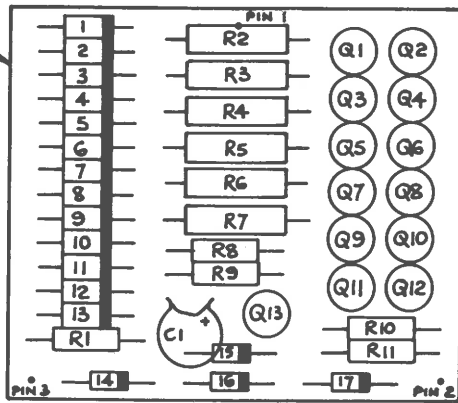 PIN 1
1
2
3
4
5
6
7
8
9
10
11
12
13
R1
R2
R3
R4
R5
R6
R7
R8
R9
Q1 Q2
Q3 Q4
Q5 Q6
Q7 Q8
Q9 Q10
Q11 Q12
C1 + Q13
R10
R11
15
14 16 17
PIN 3 PIN 2